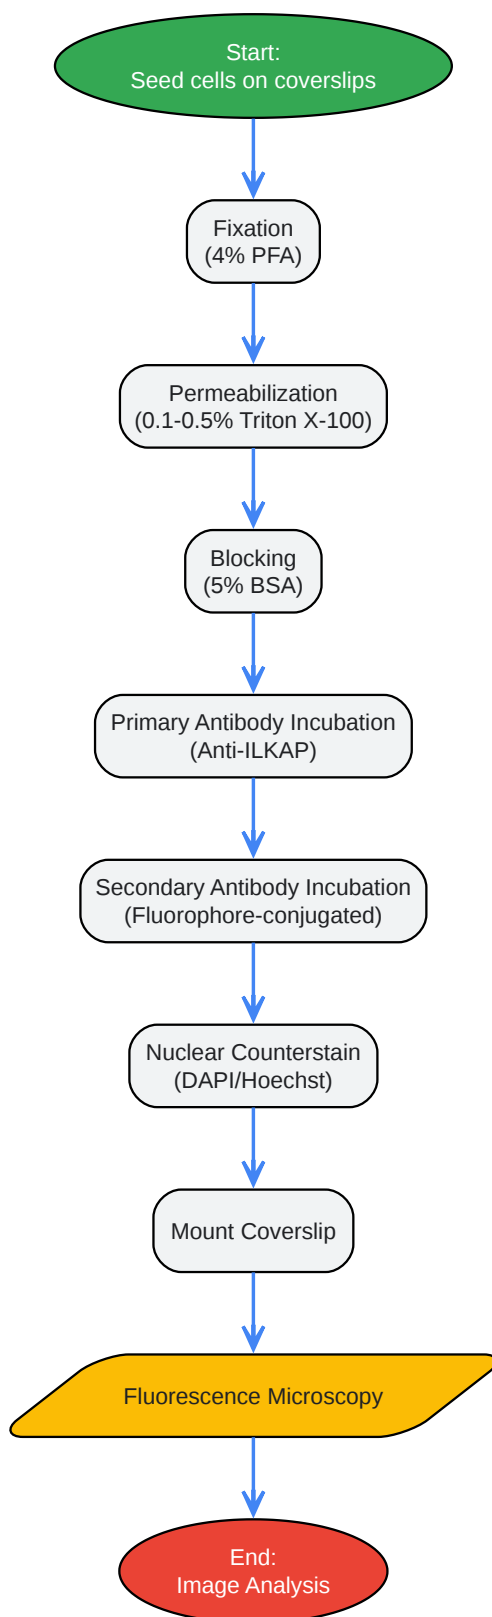 Start:
Seed cells on coverslips
Fixation
(4% PFA)
Permeabilization
(0.1-0.5% Triton X-100)
Blocking
(5% BSA)
Primary Antibody Incubation
(Anti-ILKAP)
Secondary Antibody Incubation
(Fluorophore-conjugated)
Nuclear Counterstain
(DAPI/Hoechst)
Mount Coverslip
Fluorescence Microscopy
End:
Image Analysis